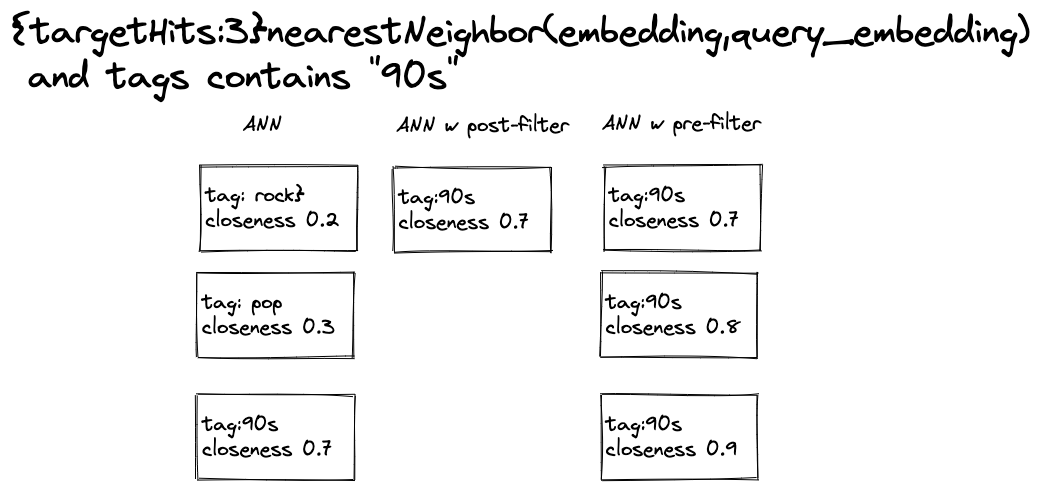 {targetHits:3}nearestNeighbor(embedding,query_embedding)
and tags contains "90s"
ANN
ANN w post-filter
ANN w pre-filter
tag: rock}
closeness 0.2
tag:90s
closeness 0.7
tag:90s
closeness 0.7
tag: pop
closeness 0.3
tag:90s
closeness 0.8
tag:90s
closeness 0.7
tag:90s
closeness 0.9